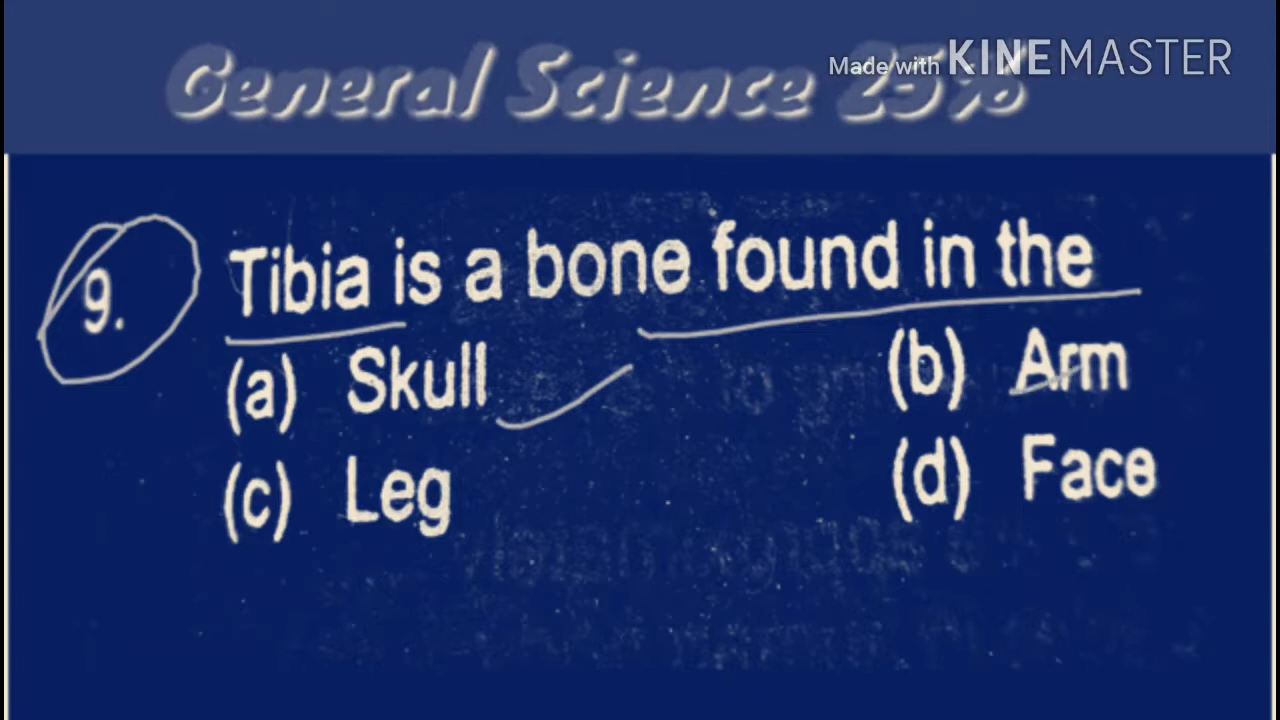 General Science 25%
Made with KINEMASTER
9. Tibia is a bone found in the
(a) Skull (b) Arm
(c) Leg (d) Face